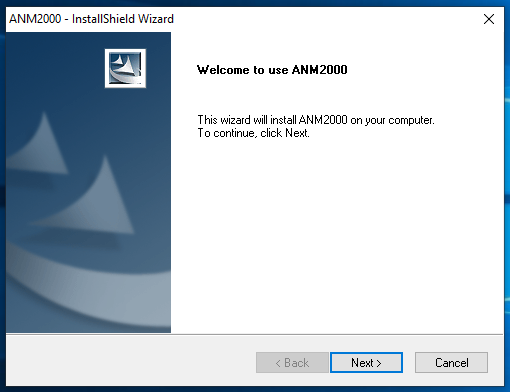 ANM2000 - InstallShield Wizard
Welcome to use ANM2000
This wizard will install ANM2000 on your computer.
To continue, click Next.
< Back
Next >
Cancel